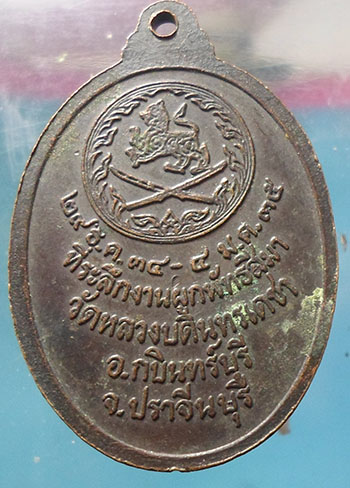 ๒๘ ธ.ค. ๓๔ - ๔ ม.ค. ๓๕
ที่ระลึกงานผูกพัทธสีมา
วัดหลวงบดินทรเดชา
อ.กบินทร์บุรี
จ.ปราจีนบุรี